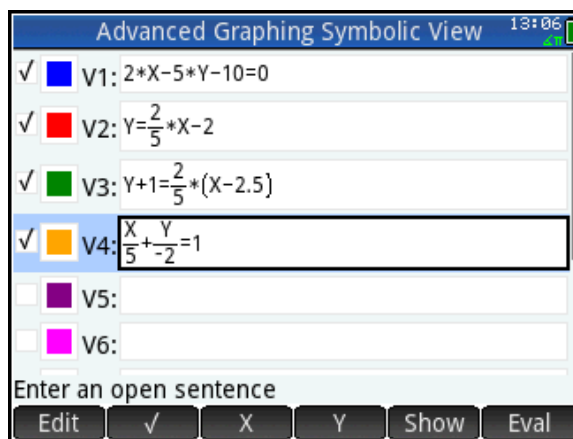 Advanced Graphing Symbolic View 13:06
∠π
√ V1: 2*X-5*Y-10=0
√ V2: Y=2/5*X-2
√ V3: Y+1=2/5*(X-2.5)
√ V4: X/5+Y/-2=1
V5:
V6:
Enter an open sentence
Edit √ X Y Show Eval